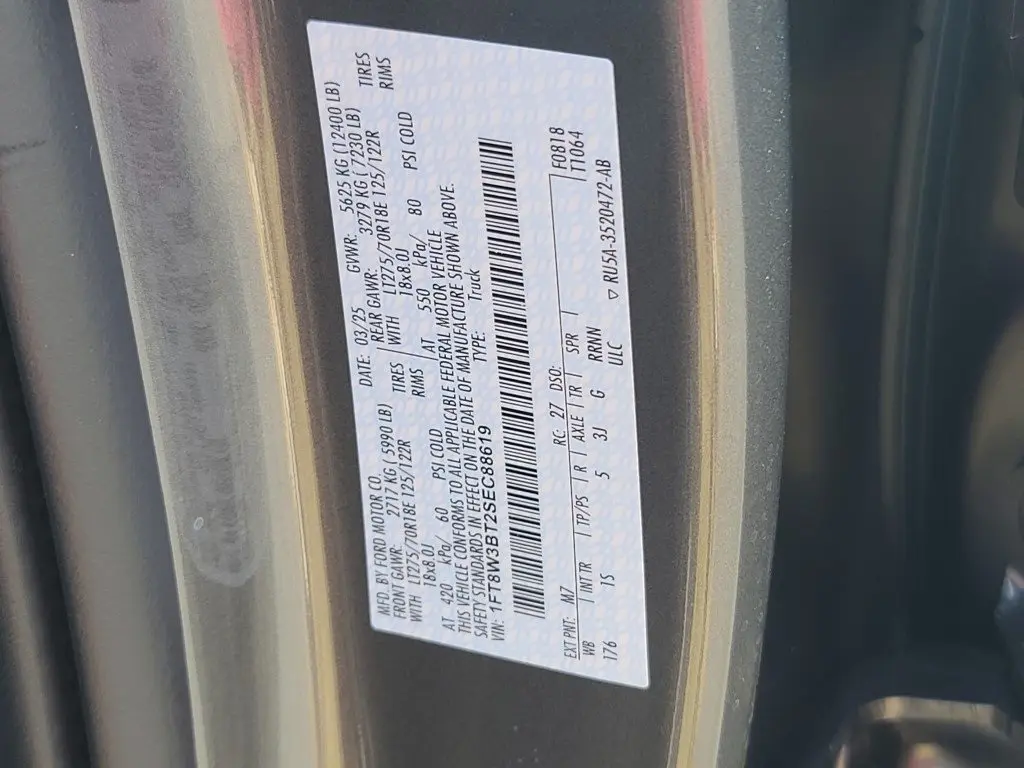 MFD. BY FORD MOTOR CO. DATE: 03/25 GVWR: 5625 KG (12400 LB)
FRONT GAWR: 2717 KG ( 5990 LB) REAR GAWR: 3279 KG ( 7230 LB)
WITH LT275/70R18E 125/122R TIRES WITH LT275/70R18E 125/122R TIRES
18x8.0J RIMS 18x8.0J RIMS
AT 420 kPa/ 60 PSI COLD AT 550 kPa/ 80 PSI COLD
THIS VEHICLE CONFORMS TO ALL APPLICABLE FEDERAL MOTOR VEHICLE
SAFETY STANDARDS IN EFFECT ON THE DATE OF MANUFACTURE SHOWN ABOVE.
VIN: 1FT8W3BT2SEC88619 TYPE: Truck
EXT PNT: M7 RC: 27 DSO: F0818
WB INT TR TP/PS R AXLE TR SPR TT064
176 TS 5 3J G RRNN
ULC ▽ RU5A-3520472-AB